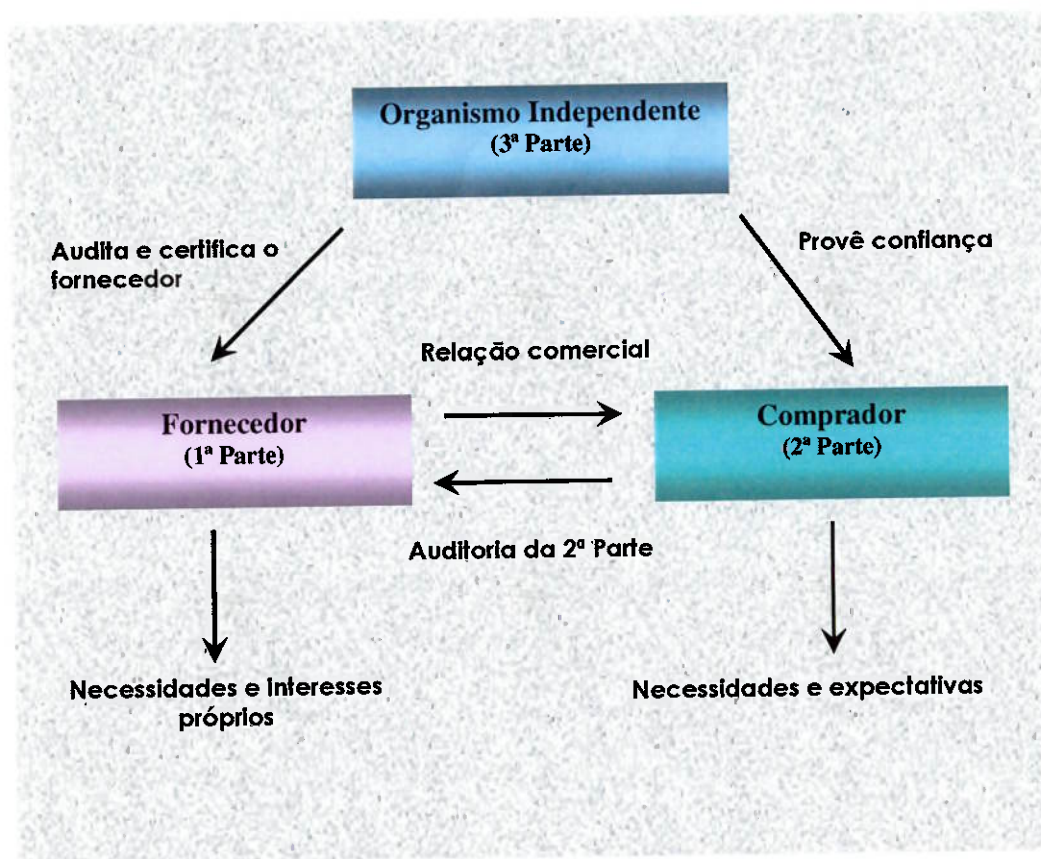 Organismo Independente
(3ª Parte)
Audita e certifica o
fornecedor
Provê confiança
Relação comercial
Fornecedor
(1ª Parte)
Comprador
(2ª Parte)
Auditoria da 2ª Parte
Necessidades e interesses
próprios
Necessidades e expectativas